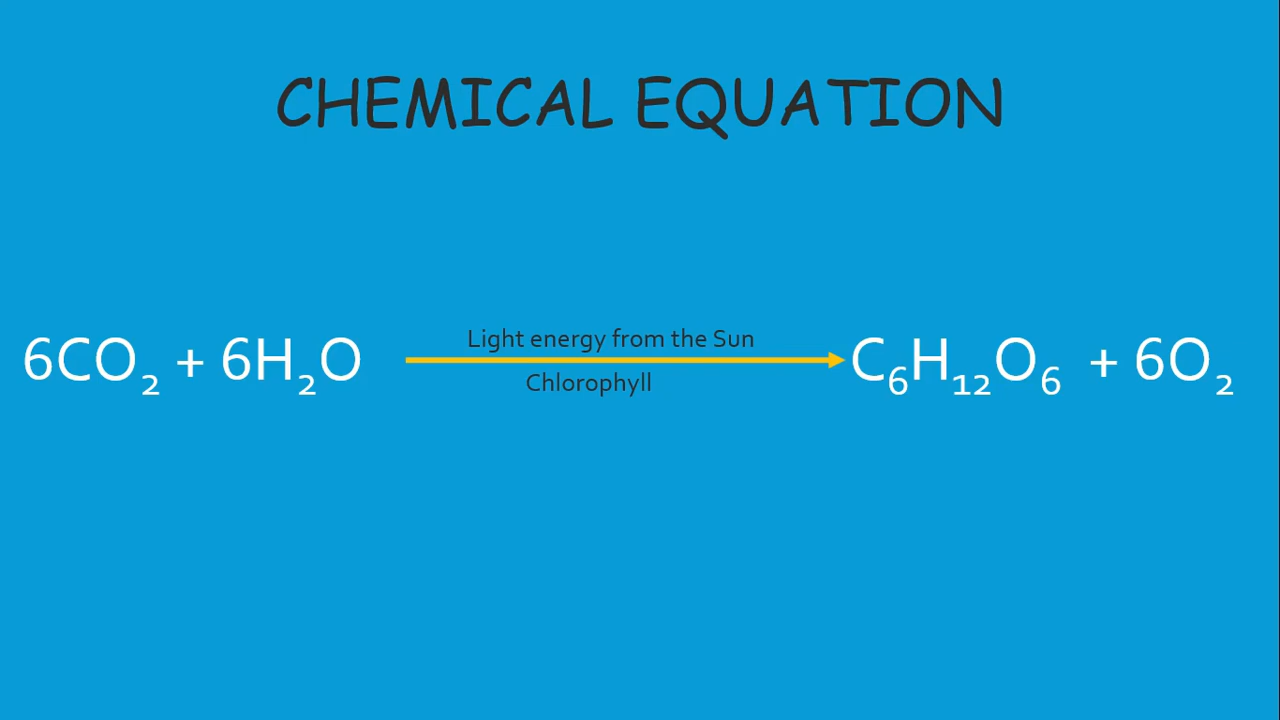 CHEMICAL EQUATION
Light energy from the Sun
6CO₂ + 6H₂O → C₆H₁₂O₆ + 6O₂
Chlorophyll